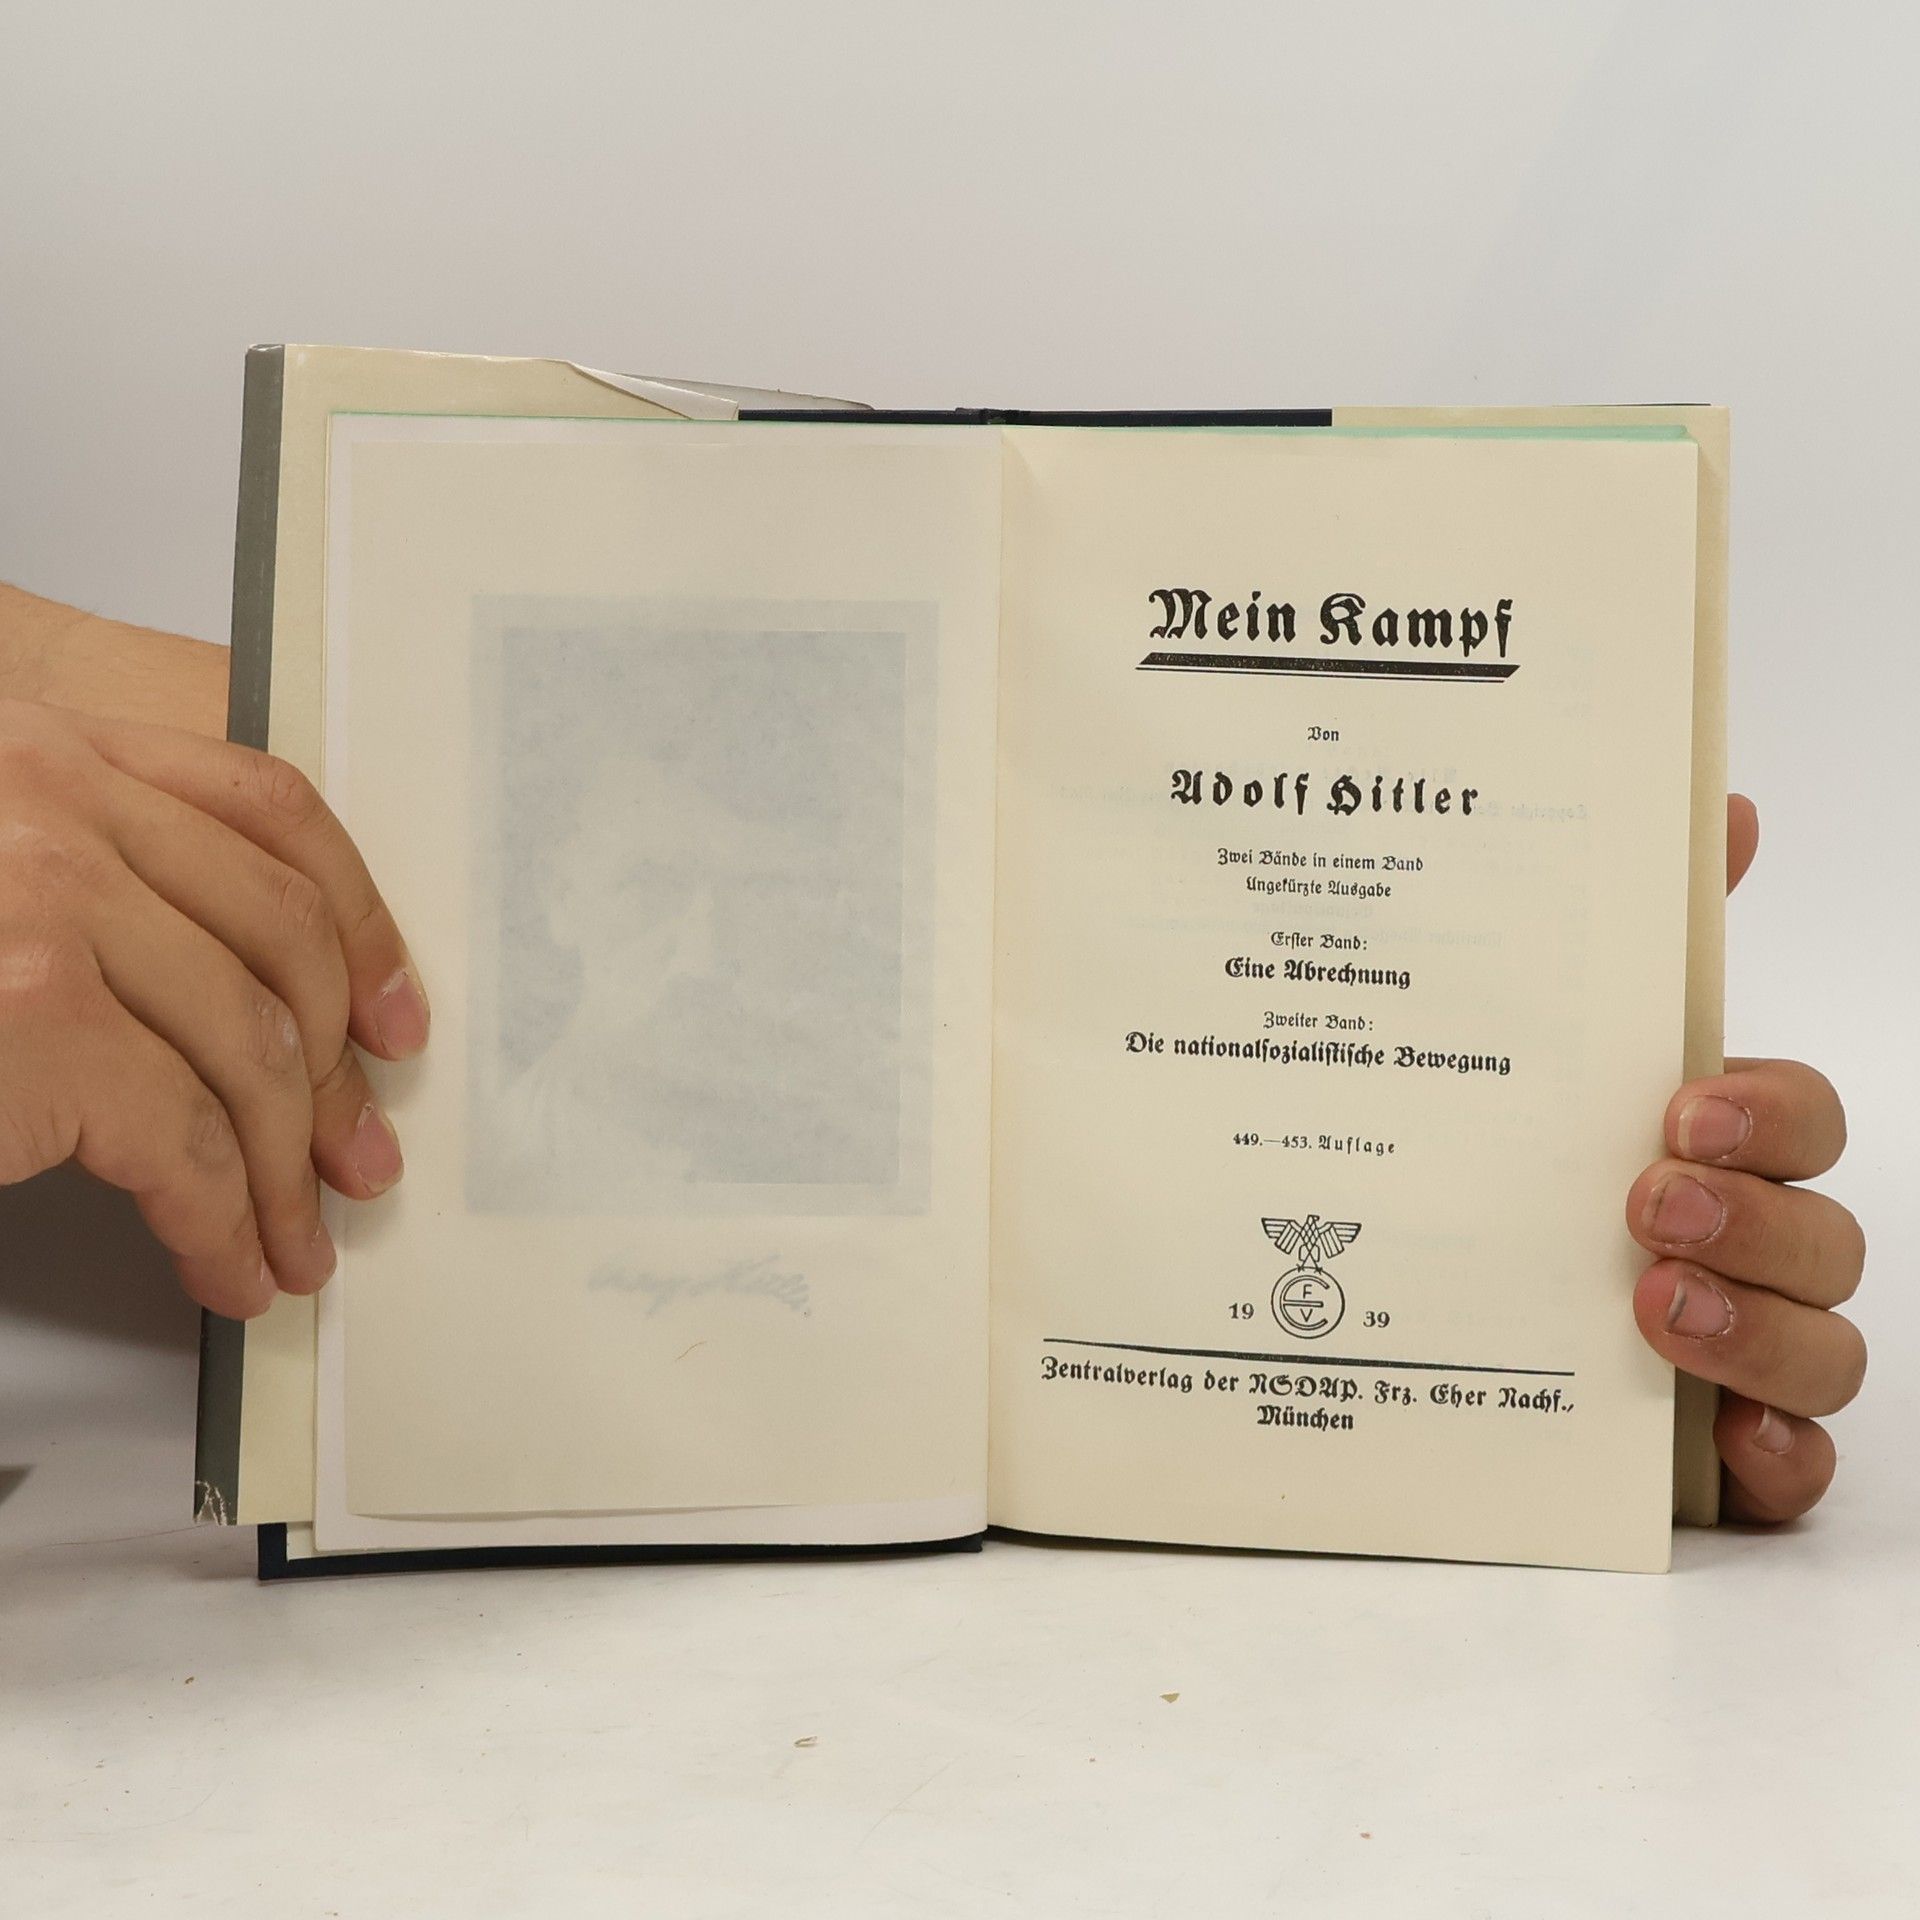 Mein Kampf
Von
Adolf Hitler
Zwei Bände in einem Band
Ungekürzte Ausgabe
Erster Band:
Eine Abrechnung
Zweiter Band:
Die nationalsozialistische Bewegung
449.—453. Auflage
F
E
V
19 39
Zentralverlag der NSDAP. Frz. Eher Nachf.,
München